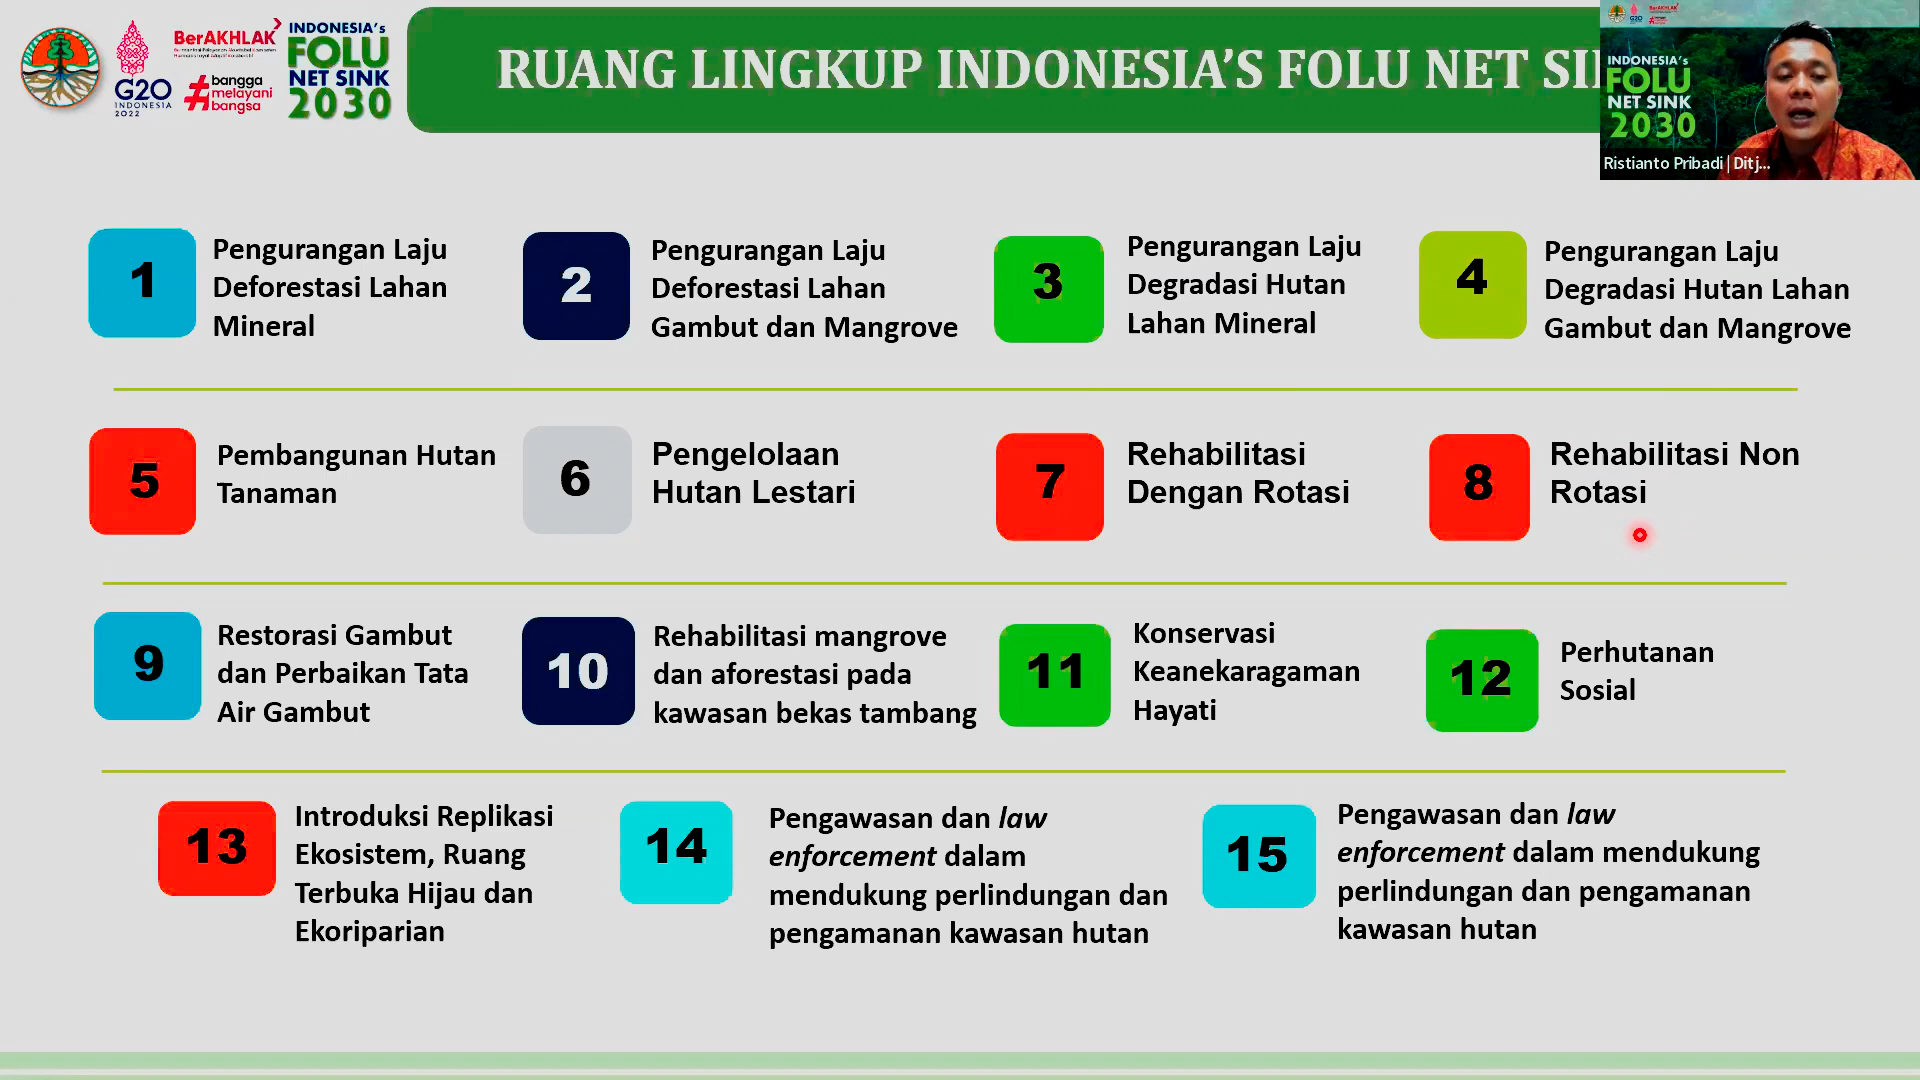 BerAKHLAK
G20
INDONESIA
2022
#bangga
melayani
bangsa
INDONESIA's
FOLU
NET SINK
2030
RUANG LINGKUP INDONESIA'S FOLU NET
INDONESIA's
FOLU
NET SINK
2030
Ristianto Pribadi | Ditj...
1
Pengurangan Laju
Deforestasi Lahan
Mineral
2
Pengurangan Laju
Deforestasi Lahan
Gambut dan Mangrove
3
Pengurangan Laju
Degradasi Hutan
Lahan Mineral
4
Pengurangan Laju
Degradasi Hutan Lahan
Gambut dan Mangrove
5
Pembangunan Hutan
Tanaman
6
Pengelolaan
Hutan Lestari
7
Rehabilitasi
Dengan Rotasi
8
Rehabilitasi Non
Rotasi
9
Restorasi Gambut
dan Perbaikan Tata
Air Gambut
10
Rehabilitasi mangrove
dan aforestasi pada
kawasan bekas tambang
11
Konservasi
Keanekaragaman
Hayati
12
Perhutanan
Sosial
13
Introduksi Replikasi
Ekosistem, Ruang
Terbuka Hijau dan
Ekoriparian
14
Pengawasan dan law
enforcement dalam
mendukung perlindungan dan
pengamanan kawasan hutan
15
Pengawasan dan law
enforcement dalam mendukung
perlindungan dan pengamanan
kawasan hutan